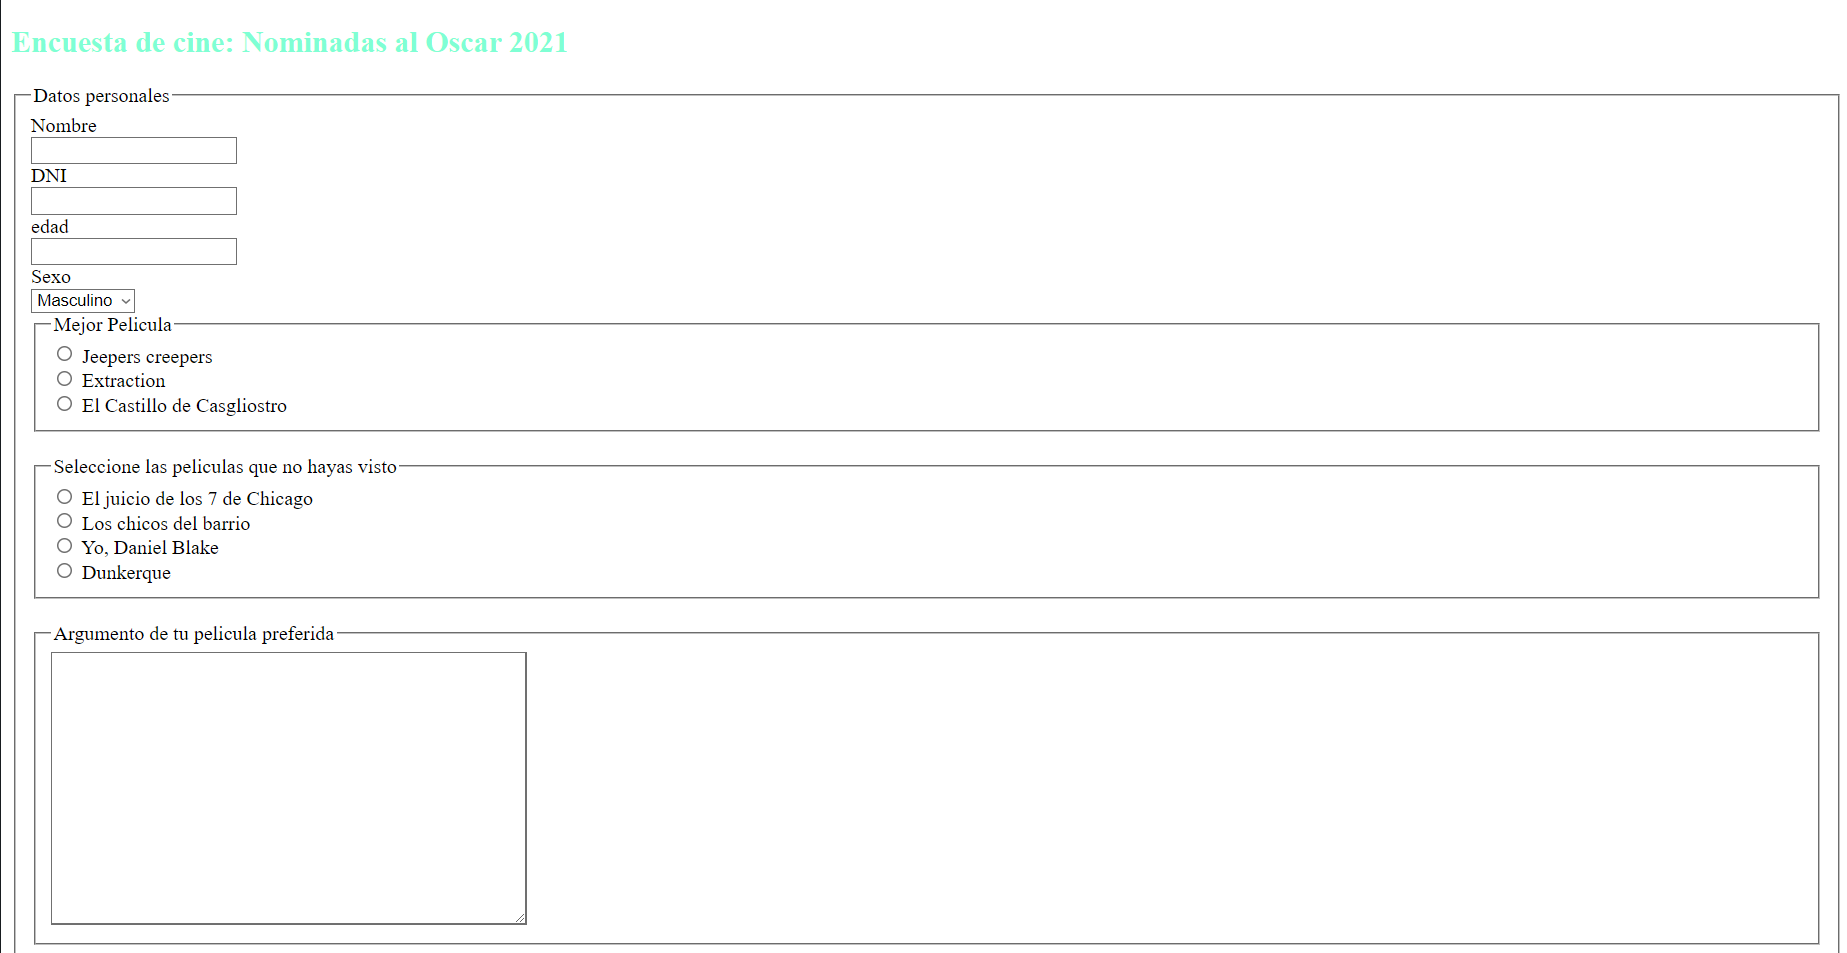 Encuesta de cine: Nominadas al Oscar 2021
Datos personales
Nombre
DNI
edad
Sexo
Masculino
Mejor Pelicula
Jeepers creepers
Extraction
El Castillo de Casgliostro
Seleccione las peliculas que no hayas visto
El juicio de los 7 de Chicago
Los chicos del barrio
Yo, Daniel Blake
Dunkerque
Argumento de tu pelicula preferida